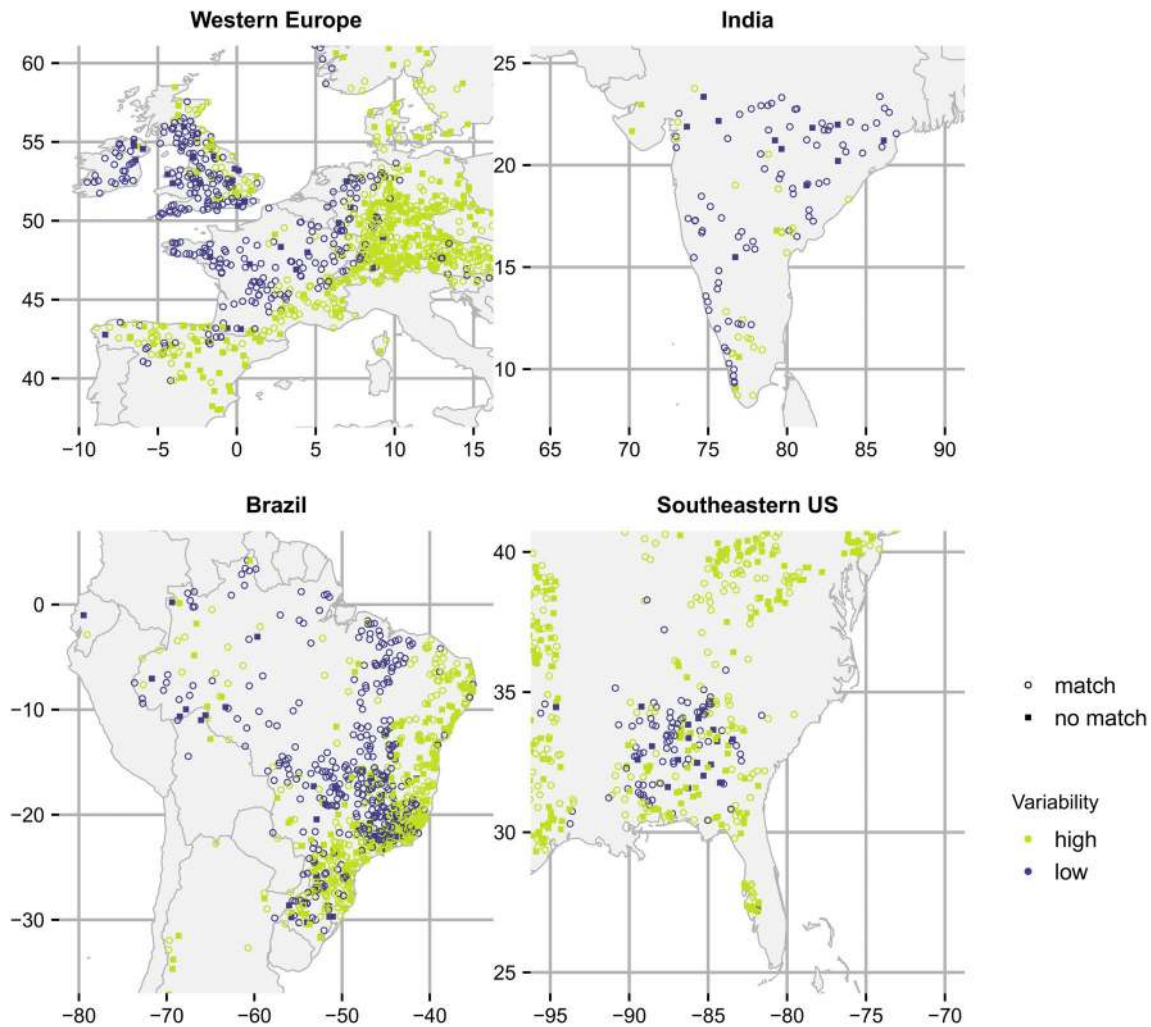 Western Europe
India
60
55
50
45
40
−10 −5 0 5 10 15
25
20
15
10
65 70 75 80 85 90
Brazil
Southeastern US
0
−10
−20
−30
−80 −70 −60 −50 −40
40
35
30
25
−95 −90 −85 −80 −75 −70
match
no match
Variability
high
low